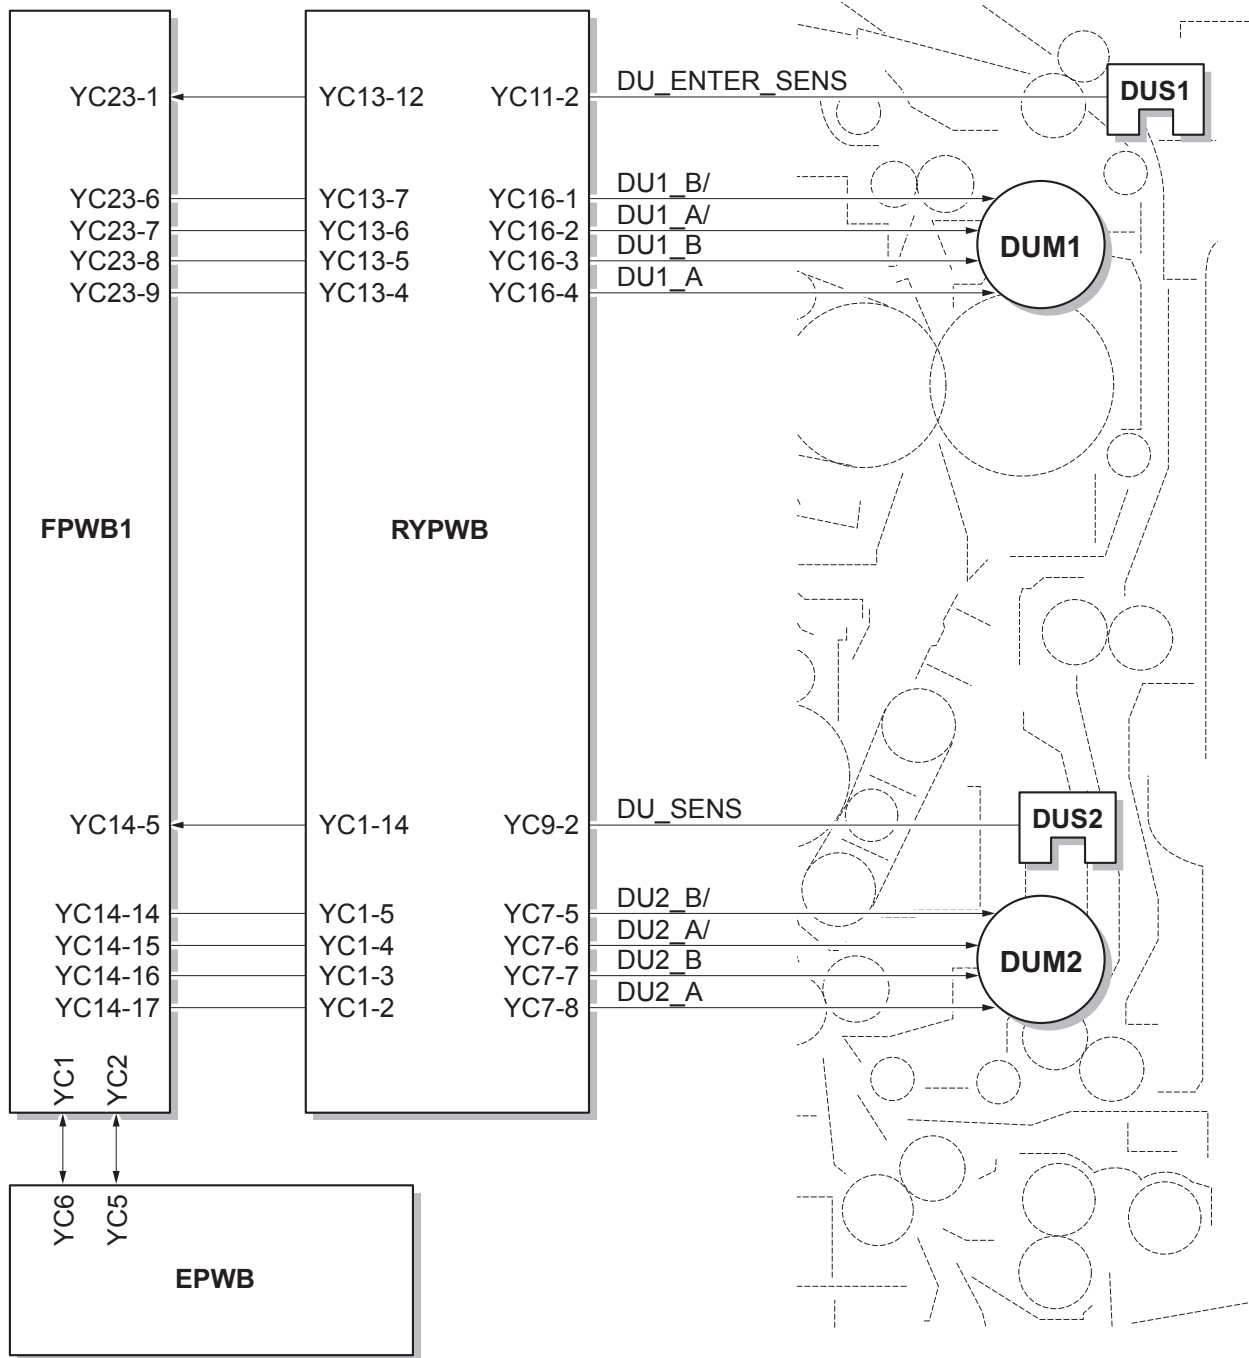 YC23-1 YC13-12 YC11-2 DU_ENTER_SENS DUS1
YC23-6 YC13-7 YC16-1 DU1_B/
YC23-7 YC13-6 YC16-2 DU1_A/
YC23-8 YC13-5 YC16-3 DU1_B
YC23-9 YC13-4 YC16-4 DU1_A
DUM1
FPWB1 RYPWB
YC14-5 YC1-14 YC9-2 DU_SENS DUS2
YC14-14 YC1-5 YC7-5 DU2_B/
YC14-15 YC1-4 YC7-6 DU2_A/
YC14-16 YC1-3 YC7-7 DU2_B
YC14-17 YC1-2 YC7-8 DU2_A
DUM2
YC1 YC2
YC6 YC5
EPWB